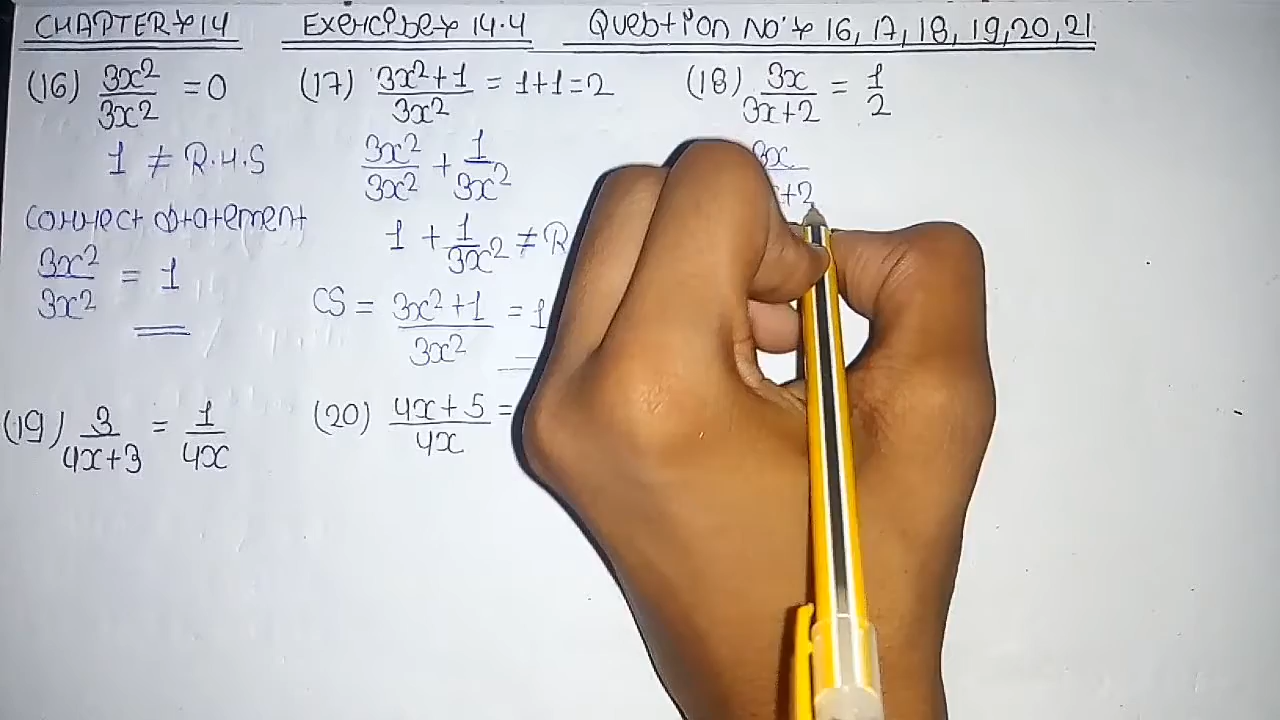 CHAPTER → 14 Exercise → 14.4 Question No. → 16, 17, 18, 19, 20, 21
(16) 3x²/3x² = 0
1 ≠ R.H.S
correct statement
3x²/3x² = 1
(17) 3x²+1/3x² = 1+1=2
3x²/3x² + 1/3x²
1 + 1/3x² ≠ R
CS = 3x²+1/3x² = 1
(18) 3x/3x+2 = 1/2
3x/+2
(19) 3/4x+3 = 1/4x
(20) 4x+5/4x =